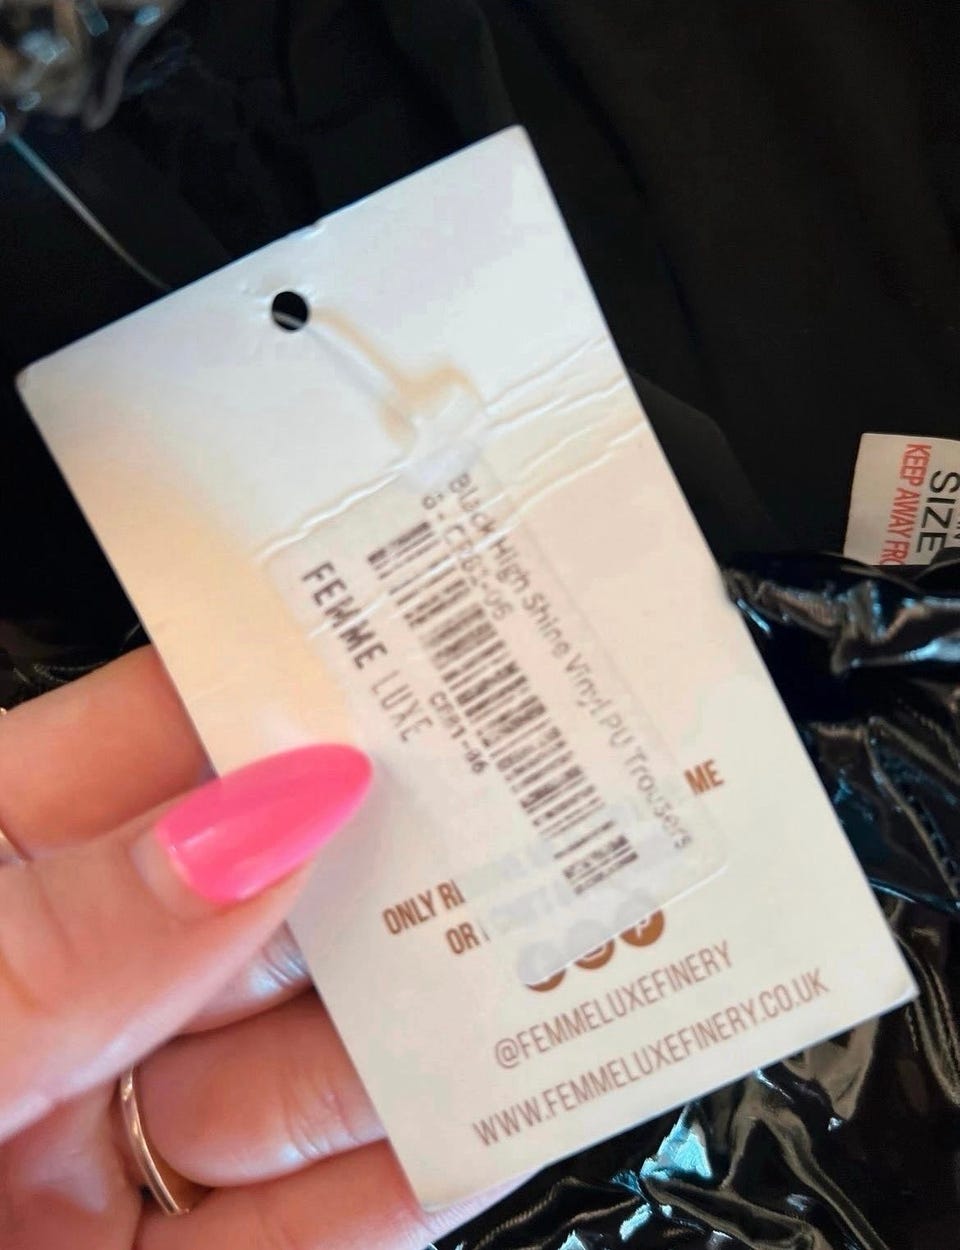 Black High Shine Vinyl PU Trousers
FEMME LUXE
ME
ONLY
OR
@FEMMELUXEFINERY
WWW.FEMMELUXEFINERY.CO.UK
SIZE
KEEP AWAY